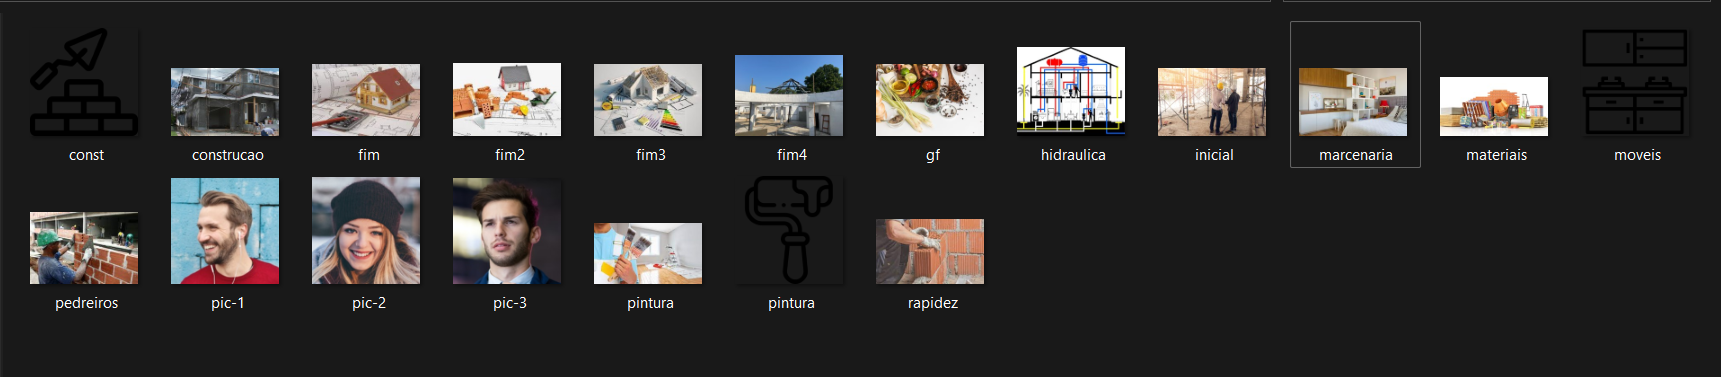 const
construcao
fim
fim2
fim3
fim4
gf
hidraulica
inicial
marcenaria
materiais
moveis
pedreiros
pic-1
pic-2
pic-3
pintura
pintura
rapidez